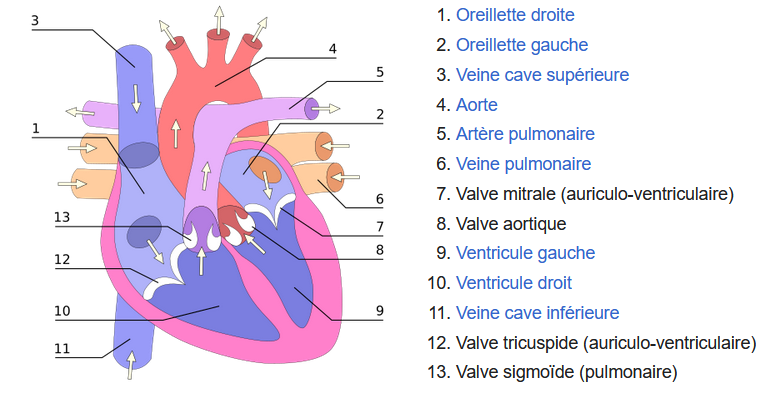 3
4
5
1
2
6
13
7
12
8
10
9
11
1. Oreillette droite
2. Oreillette gauche
3. Veine cave supérieure
4. Aorte
5. Artère pulmonaire
6. Veine pulmonaire
7. Valve mitrale (auriculo-ventriculaire)
8. Valve aortique
9. Ventricule gauche
10. Ventricule droit
11. Veine cave inférieure
12. Valve tricuspide (auriculo-ventriculaire)
13. Valve sigmoïde (pulmonaire)